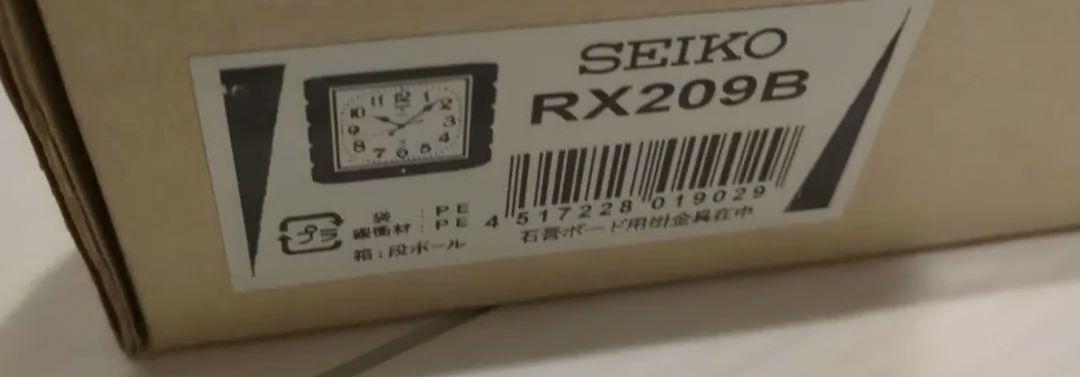 SEIKO
RX209B
4 517228 019029
石膏ボード用掛金具在中
プラ
袋 : PE
緩衝材 : PE
箱 : 段ボール
11 12 1
10 2
9 3
8 4
7 6 5